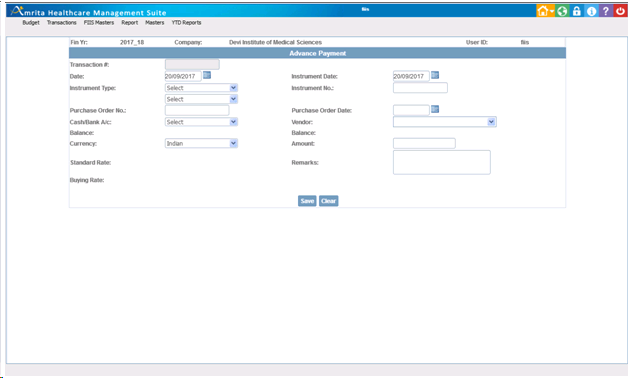 Amrita Healthcare Management Suite
fiis
Budget Transactions FIIS Masters Report Masters YTD Reports
Fin Yr: 2017_18 Company: Devi Institute of Medical Sciences User ID: fiis
Advance Payment
Transaction #:
Date: 20/09/2017 Instrument Date: 20/09/2017
Instrument Type: Select Instrument No.:
Select
Purchase Order No.: Purchase Order Date:
Cash/Bank A/c: Select Vendor:
Balance: Balance:
Currency: Indian Amount:
Standard Rate: Remarks:
Buying Rate:
Save Clear